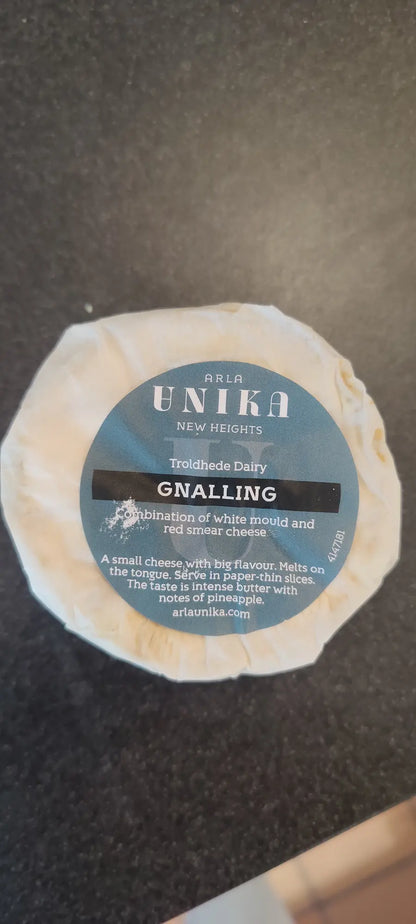 ARLA
UNIKA
NEW HEIGHTS
Troldhede Dairy
GNALLING
Combination of white mould and
red smear cheese
A small cheese with big flavour. Melts on
the tongue. Serve in paper-thin slices.
The taste is intense butter with
notes of pineapple.
arlaunika.com
4147181
U